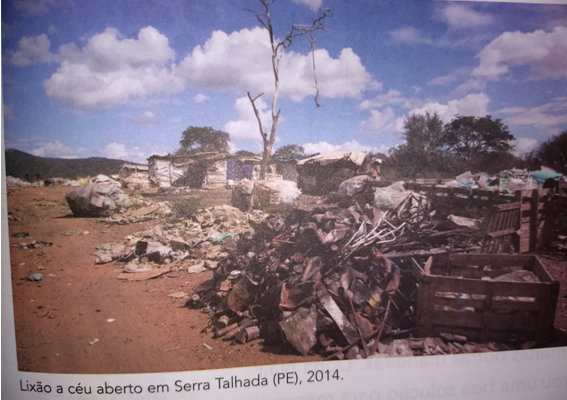 Lixão a céu aberto em Serra Talhada (PE), 2014.